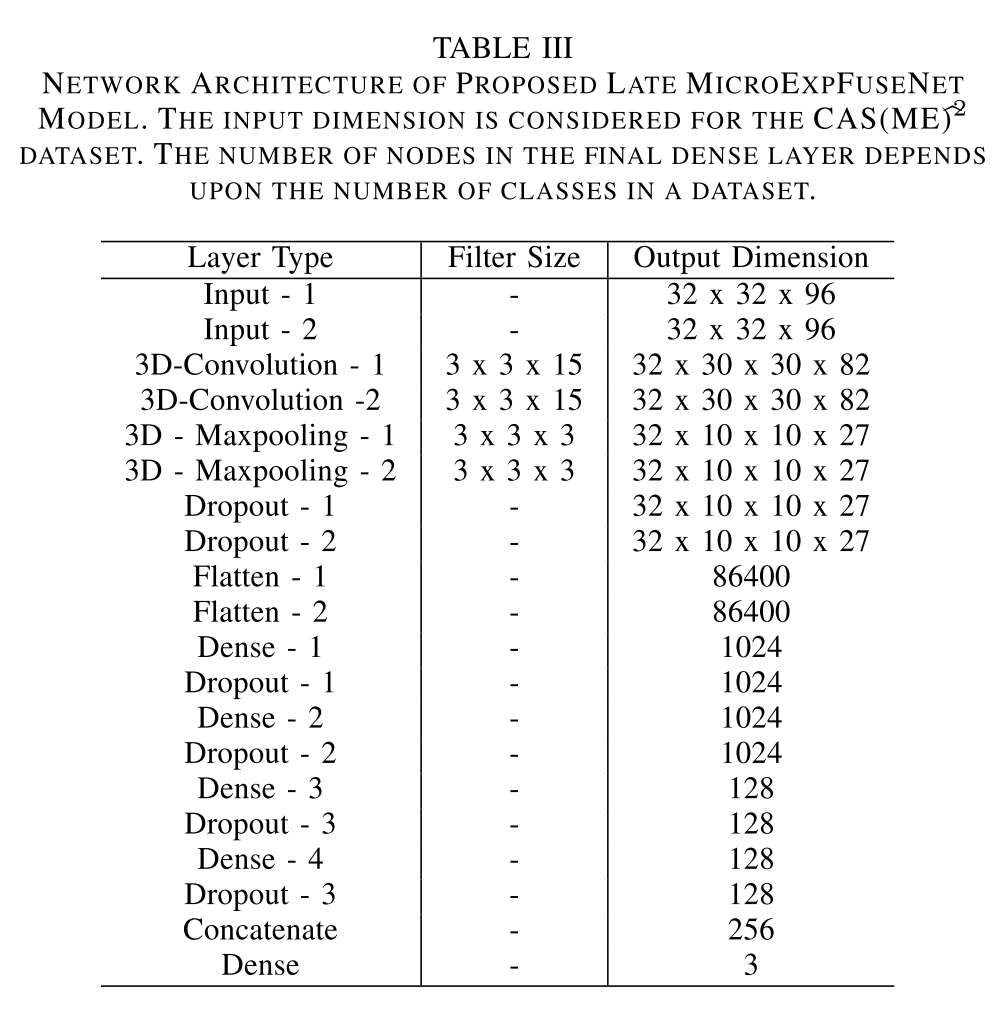 TABLE III
NETWORK ARCHITECTURE OF PROPOSED LATE MICROEXPFUSENET
MODEL. THE INPUT DIMENSION IS CONSIDERED FOR THE CAS(ME)^2
DATASET. THE NUMBER OF NODES IN THE FINAL DENSE LAYER DEPENDS
UPON THE NUMBER OF CLASSES IN A DATASET.
Layer Type Filter Size Output Dimension
Input - 1 - 32 x 32 x 96
Input - 2 - 32 x 32 x 96
3D-Convolution - 1 3 x 3 x 15 32 x 30 x 30 x 82
3D-Convolution -2 3 x 3 x 15 32 x 30 x 30 x 82
3D - Maxpooling - 1 3 x 3 x 3 32 x 10 x 10 x 27
3D - Maxpooling - 2 3 x 3 x 3 32 x 10 x 10 x 27
Dropout - 1 - 32 x 10 x 10 x 27
Dropout - 2 - 32 x 10 x 10 x 27
Flatten - 1 - 86400
Flatten - 2 - 86400
Dense - 1 - 1024
Dropout - 1 - 1024
Dense - 2 - 1024
Dropout - 2 - 1024
Dense - 3 - 128
Dropout - 3 - 128
Dense - 4 - 128
Dropout - 3 - 128
Concatenate - 256
Dense - 3